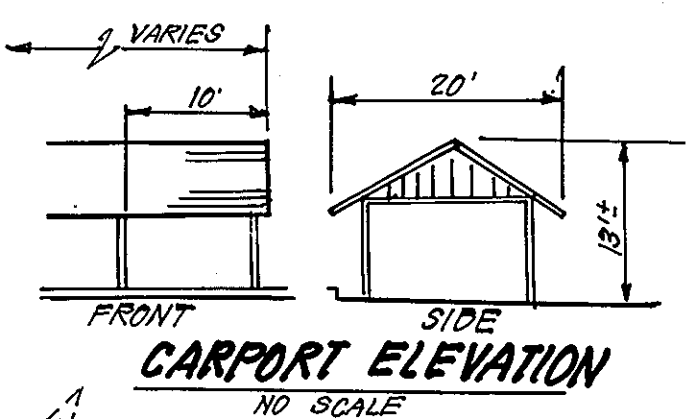 VARIES
10'
20'
13'±
FRONT
SIDE
CARPORT ELEVATION
NO SCALE